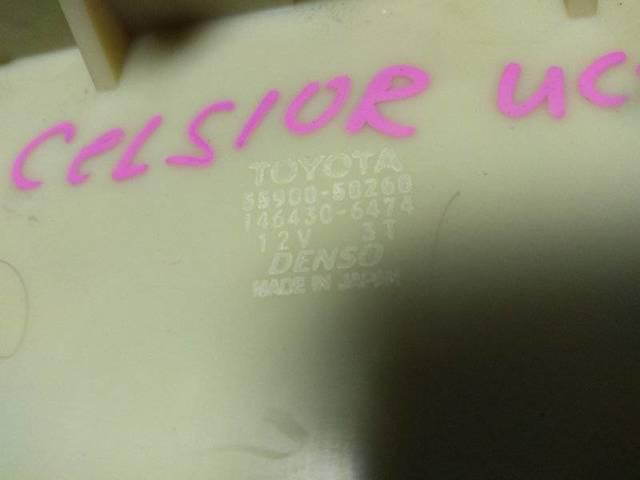 CELSIOR UC
TOYOTA
55900-50260
146430-6474
12V 3T
DENSO
MADE IN JAPAN